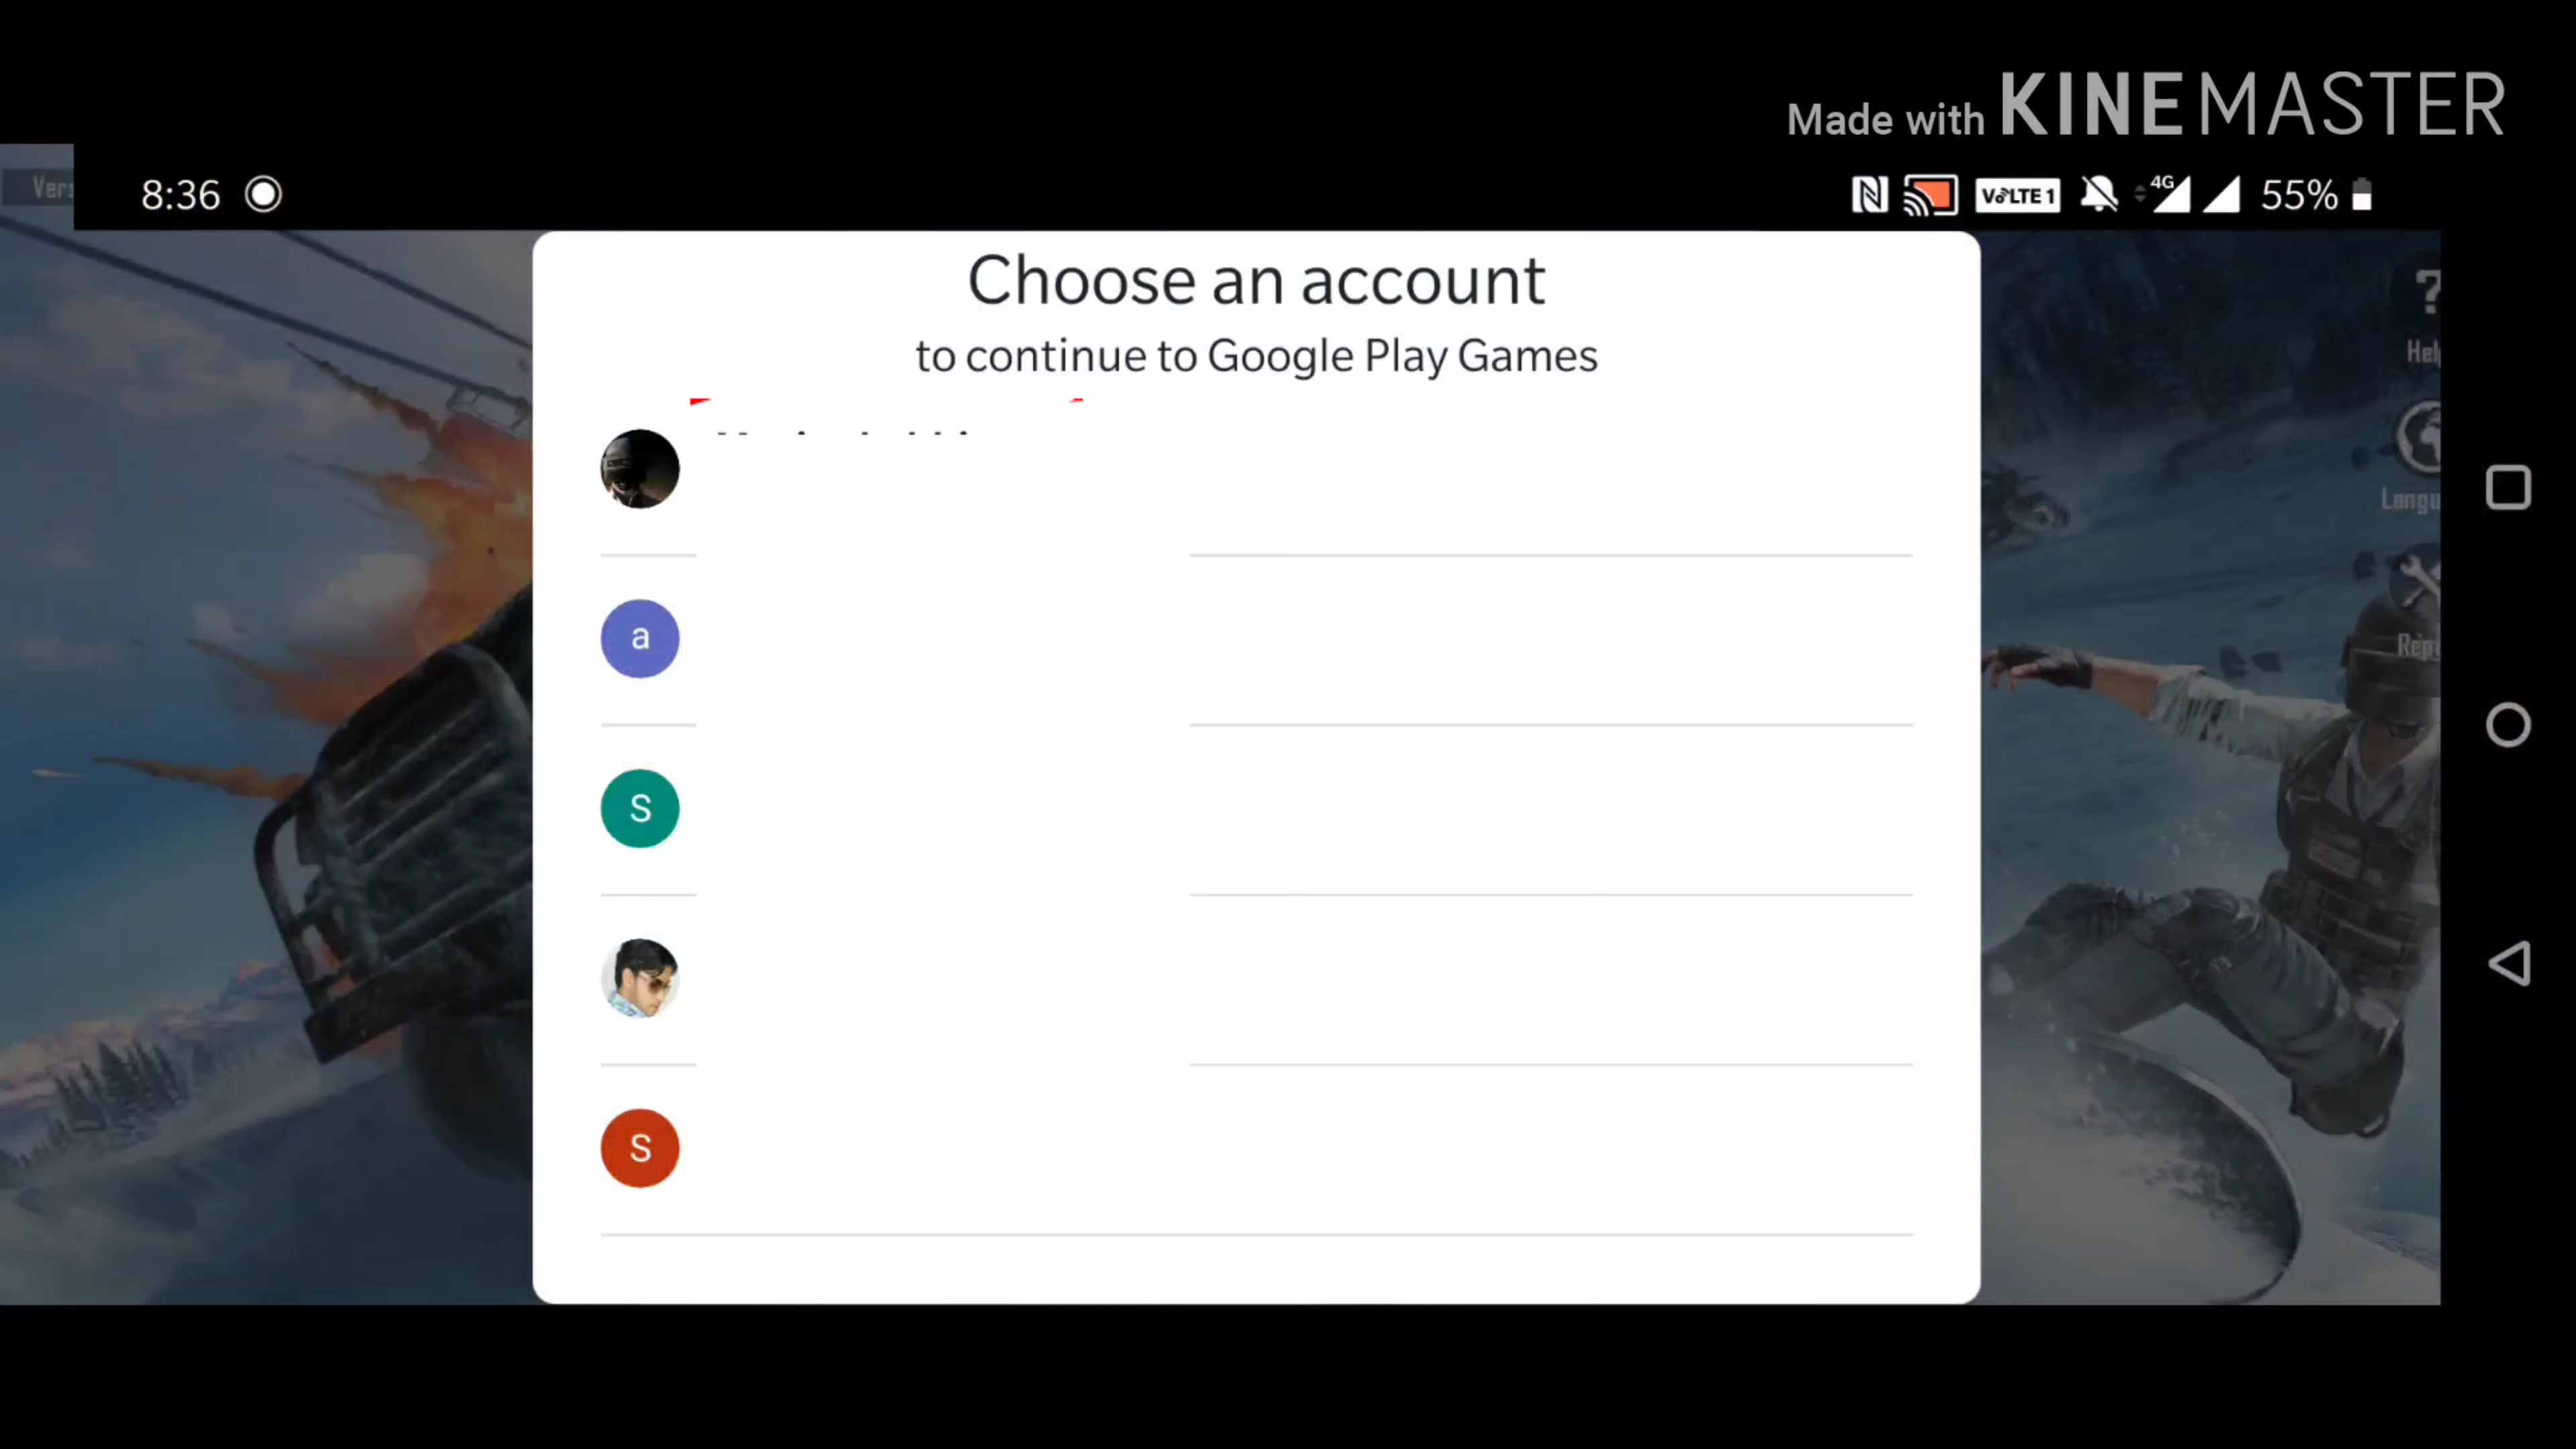 Made with KINEMASTER
8:36
VoLTE 1
4G
55%
Choose an account
to continue to Google Play Games
a
S
S